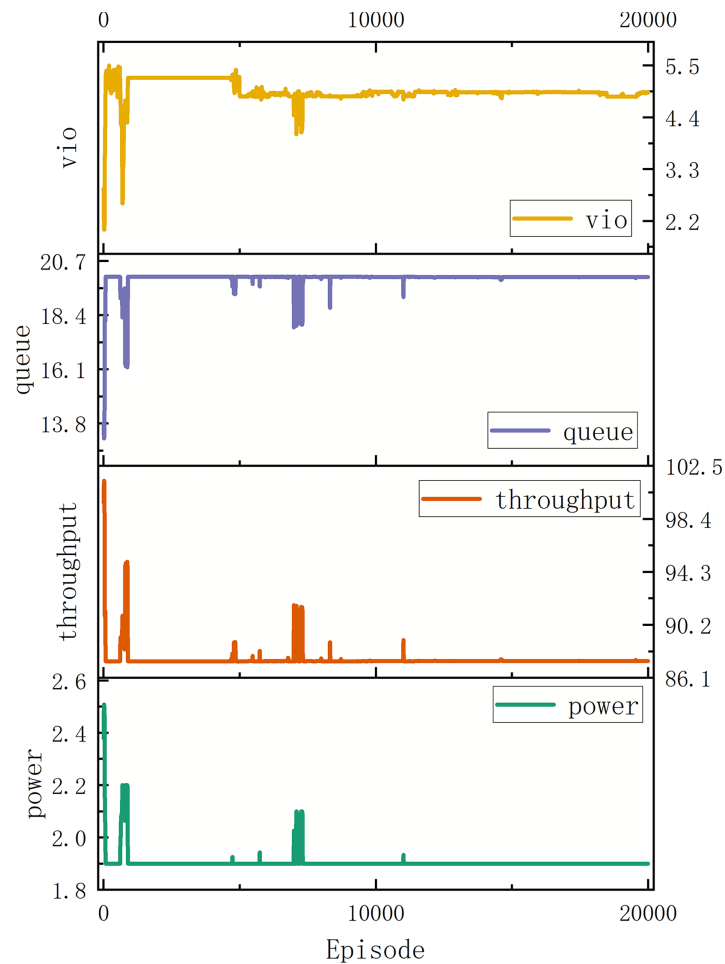 0 10000 20000
vio
5.5
4.4
3.3
2.2
vio
queue
20.7
18.4
16.1
13.8
queue
throughput
102.5
98.4
94.3
90.2
86.1
throughput
power
2.6
2.4
2.2
2.0
1.8
power
0 10000 20000
Episode